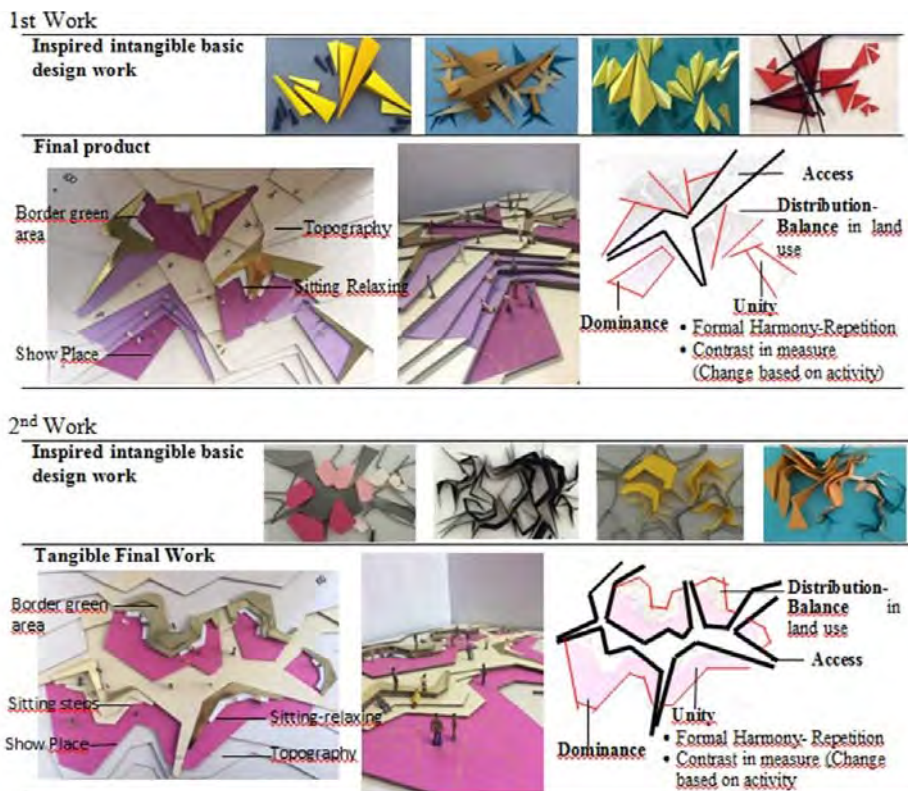 1st Work
Inspired intangible basic
design work
Final product
Border green
area
Topography
Sitting Relaxing
Show Place
Access
Distribution-
Balance in land
use
Unity
Dominance
• Formal Harmony-Repetition
• Contrast in measure
(Change based on activity)
2nd Work
Inspired intangible basic
design work
Tangible Final Work
Border green
area
Sitting steps
Show Place
Sitting-relaxing
Topography
Distribution-
Balance in
land use
Access
Unity
Dominance
• Formal Harmony- Repetition
• Contrast in measure (Change
based on activity